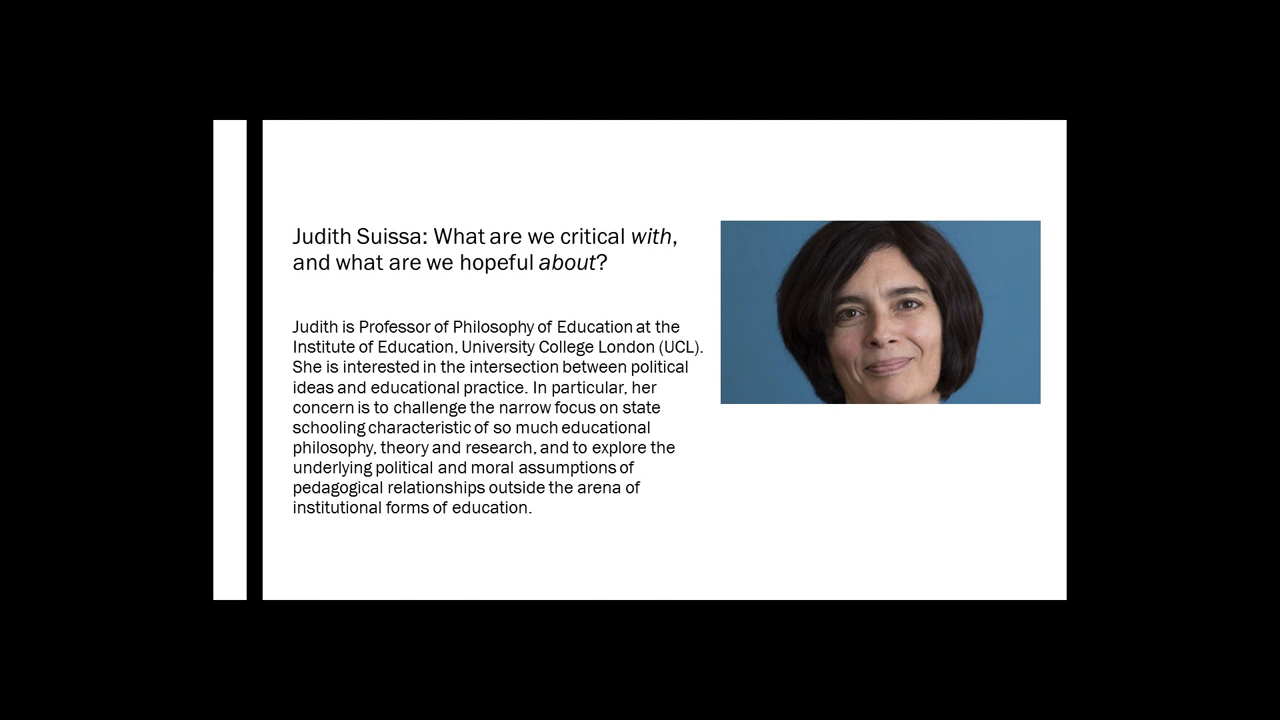 Judith Suissa: What are we critical with,
and what are we hopeful about?
Judith is Professor of Philosophy of Education at the
Institute of Education, University College London (UCL).
She is interested in the intersection between political
ideas and educational practice. In particular, her
concern is to challenge the narrow focus on state
schooling characteristic of so much educational
philosophy, theory and research, and to explore the
underlying political and moral assumptions of
pedagogical relationships outside the arena of
institutional forms of education.